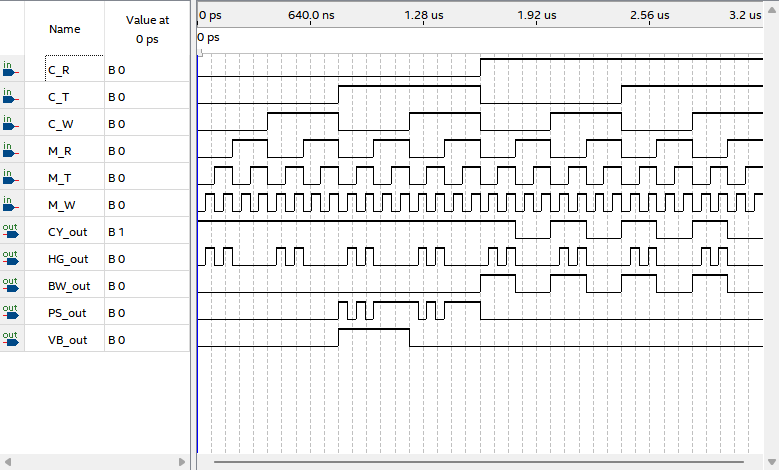 Name
Value at
0 ps
0 ps 640.0 ns 1.28 us 1.92 us 2.56 us 3.2 us
0 ps
in C_R B 0
in C_T B 0
in C_W B 0
in M_R B 0
in M_T B 0
in M_W B 0
out CY_out B 1
out HG_out B 0
out BW_out B 0
out PS_out B 0
out VB_out B 0